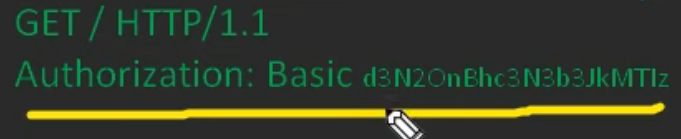 GET / HTTP/1.1
Authorization: Basic d3N2OnBhc3N3b3JkMTIz